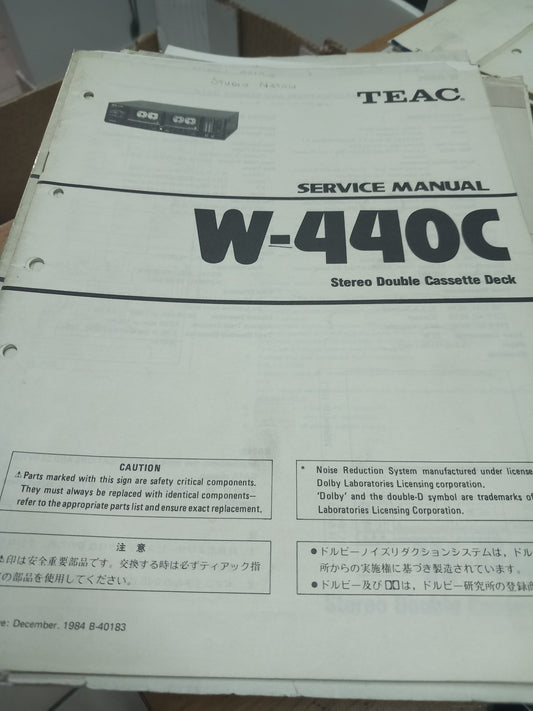 TEAC
SERVICE MANUAL
W-440C
Stereo Double Cassette Deck
CAUTION
⚠Parts marked with this sign are safety critical components.
They must always be replaced with identical components—
refer to the appropriate parts list and ensure exact replacement.
* Noise Reduction System manufactured under license
Dolby Laboratories Licensing corporation.
'Dolby' and the double-D symbol are trademarks of
Laboratories Licensing Corporation.
注 意
⚠印は安全重要部品です。交換する時は必ずティアック指
の部品を使用してください。
●ドルビーノイズリダクションシステムは、ドル
所からの実施権に基づき製造されています。
●ドルビー及びDDは、ドルビー研究所の登録商
e: December. 1984 B-40183